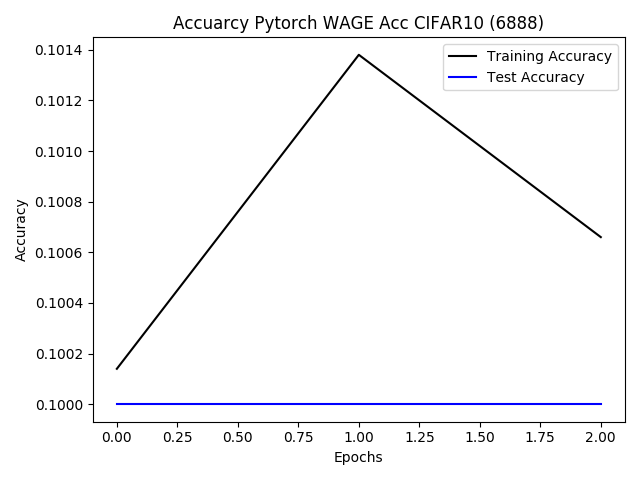 Accuarcy Pytorch WAGE Acc CIFAR10 (6888)
Training Accuracy
Test Accuracy
Accuracy
0.1014
0.1012
0.1010
0.1008
0.1006
0.1004
0.1002
0.1000
0.00 0.25 0.50 0.75 1.00 1.25 1.50 1.75 2.00
Epochs